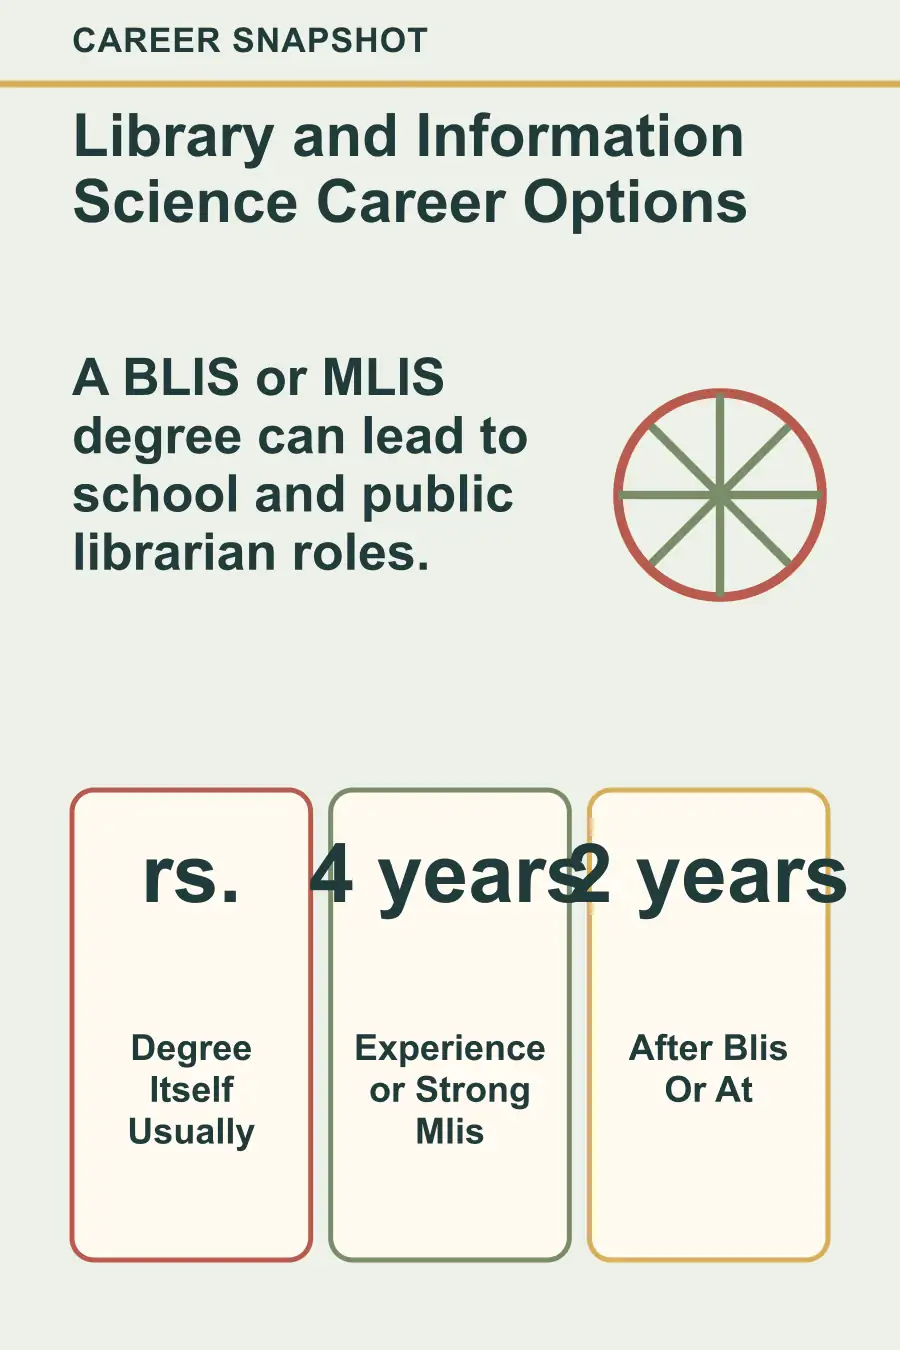 CAREER SNAPSHOT
Library and Information
Science Career Options
A BLIS or MLIS
degree can lead to
school and public
librarian roles.
rs.
4 years
2 years
Degree
Itself
Usually
Experience
or Strong
Mlis
After Blis
Or At